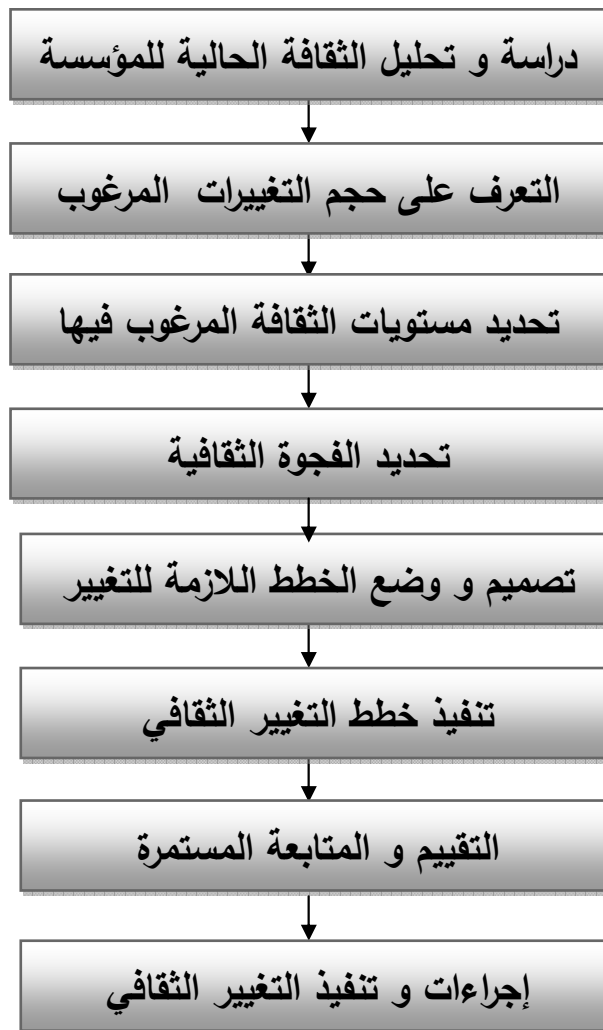 دراسة و تحليل الثقافة الحالية للمؤسسة
التعرف على حجم التغييرات المرغوب
تحديد مستويات الثقافة المرغوب فيها
تحديد الفجوة الثقافية
تصميم و وضع الخطط اللازمة للتغيير
تنفيذ خطط التغيير الثقافي
التقييم و المتابعة المستمرة
إجراءات و تنفيذ التغيير الثقافي